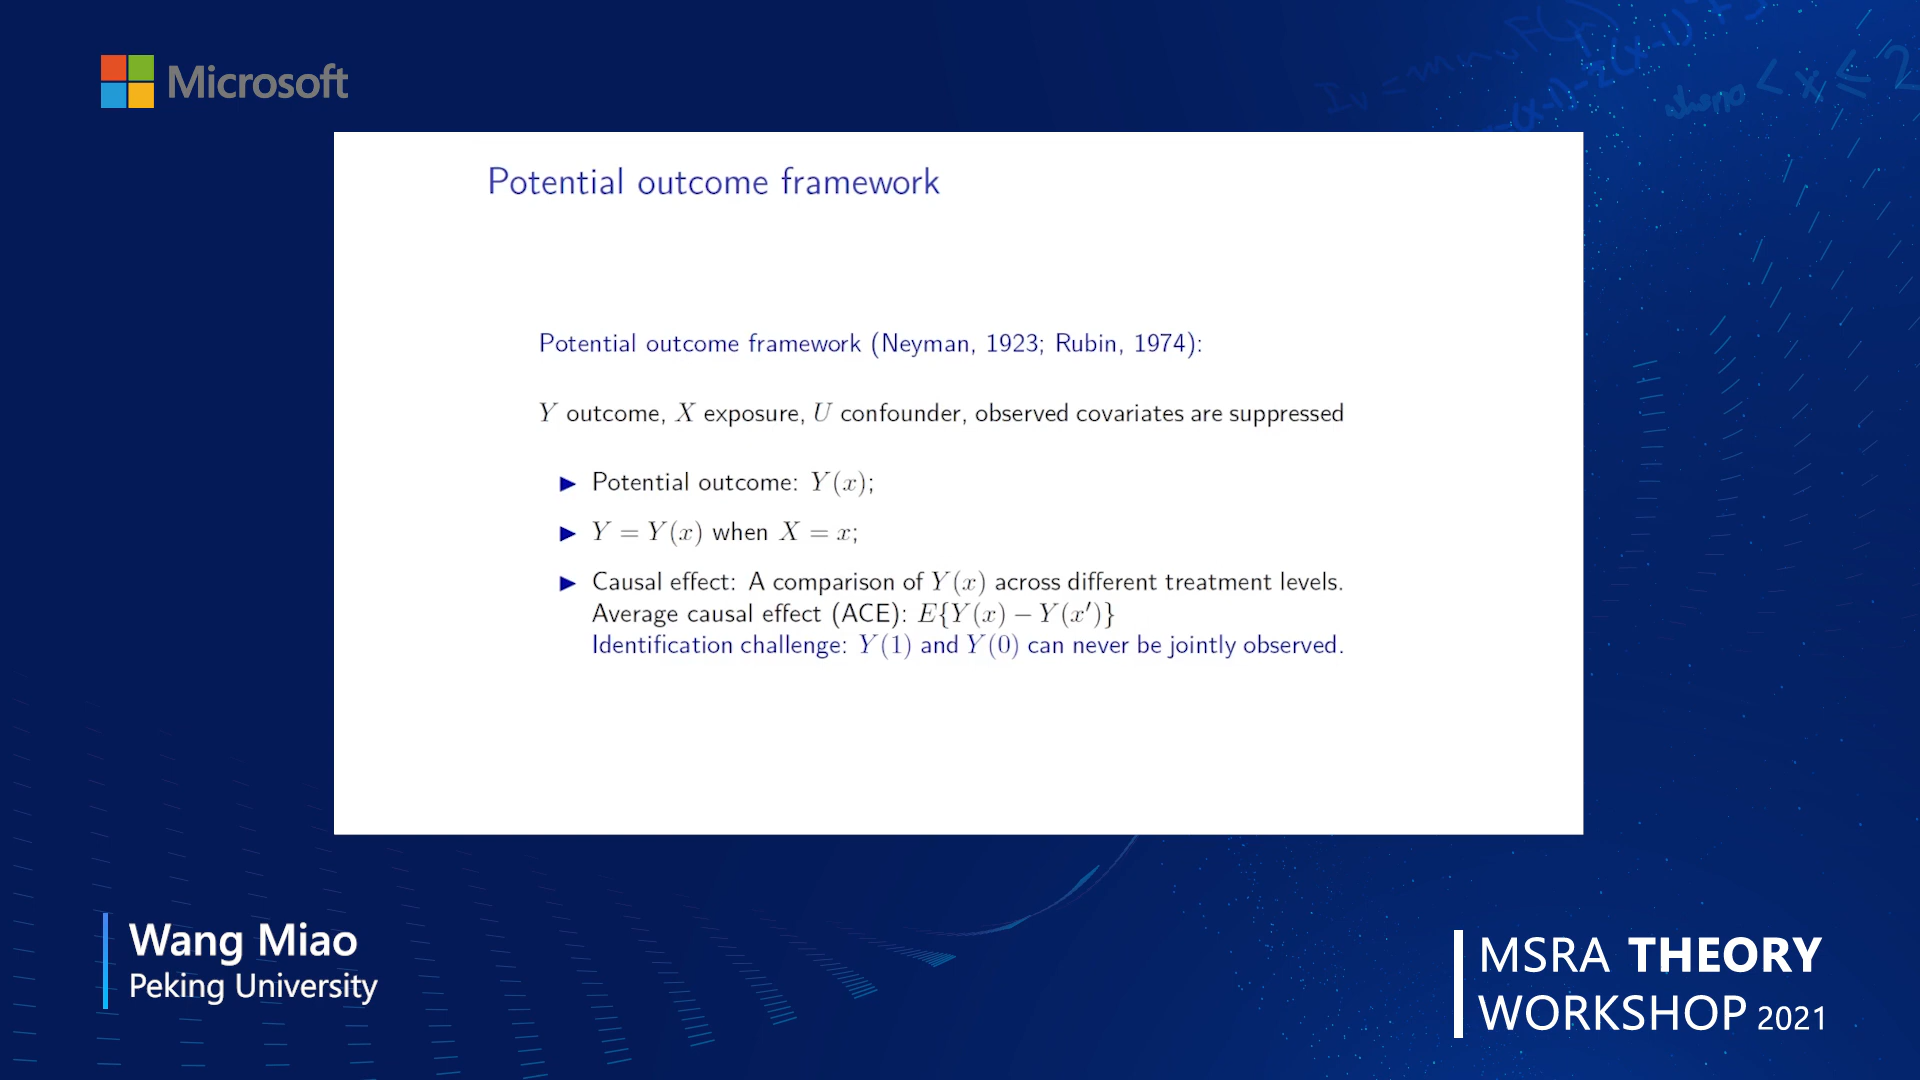 Microsoft
Potential outcome framework
Potential outcome framework (Neyman, 1923; Rubin, 1974):
Y outcome, X exposure, U confounder, observed covariates are suppressed
▶ Potential outcome: Y(x);
▶ Y = Y(x) when X = x;
▶ Causal effect: A comparison of Y(x) across different treatment levels.
Average causal effect (ACE): E{Y(x) − Y(x′)}
Identification challenge: Y(1) and Y(0) can never be jointly observed.
Wang Miao
Peking University
MSRA THEORY
WORKSHOP 2021